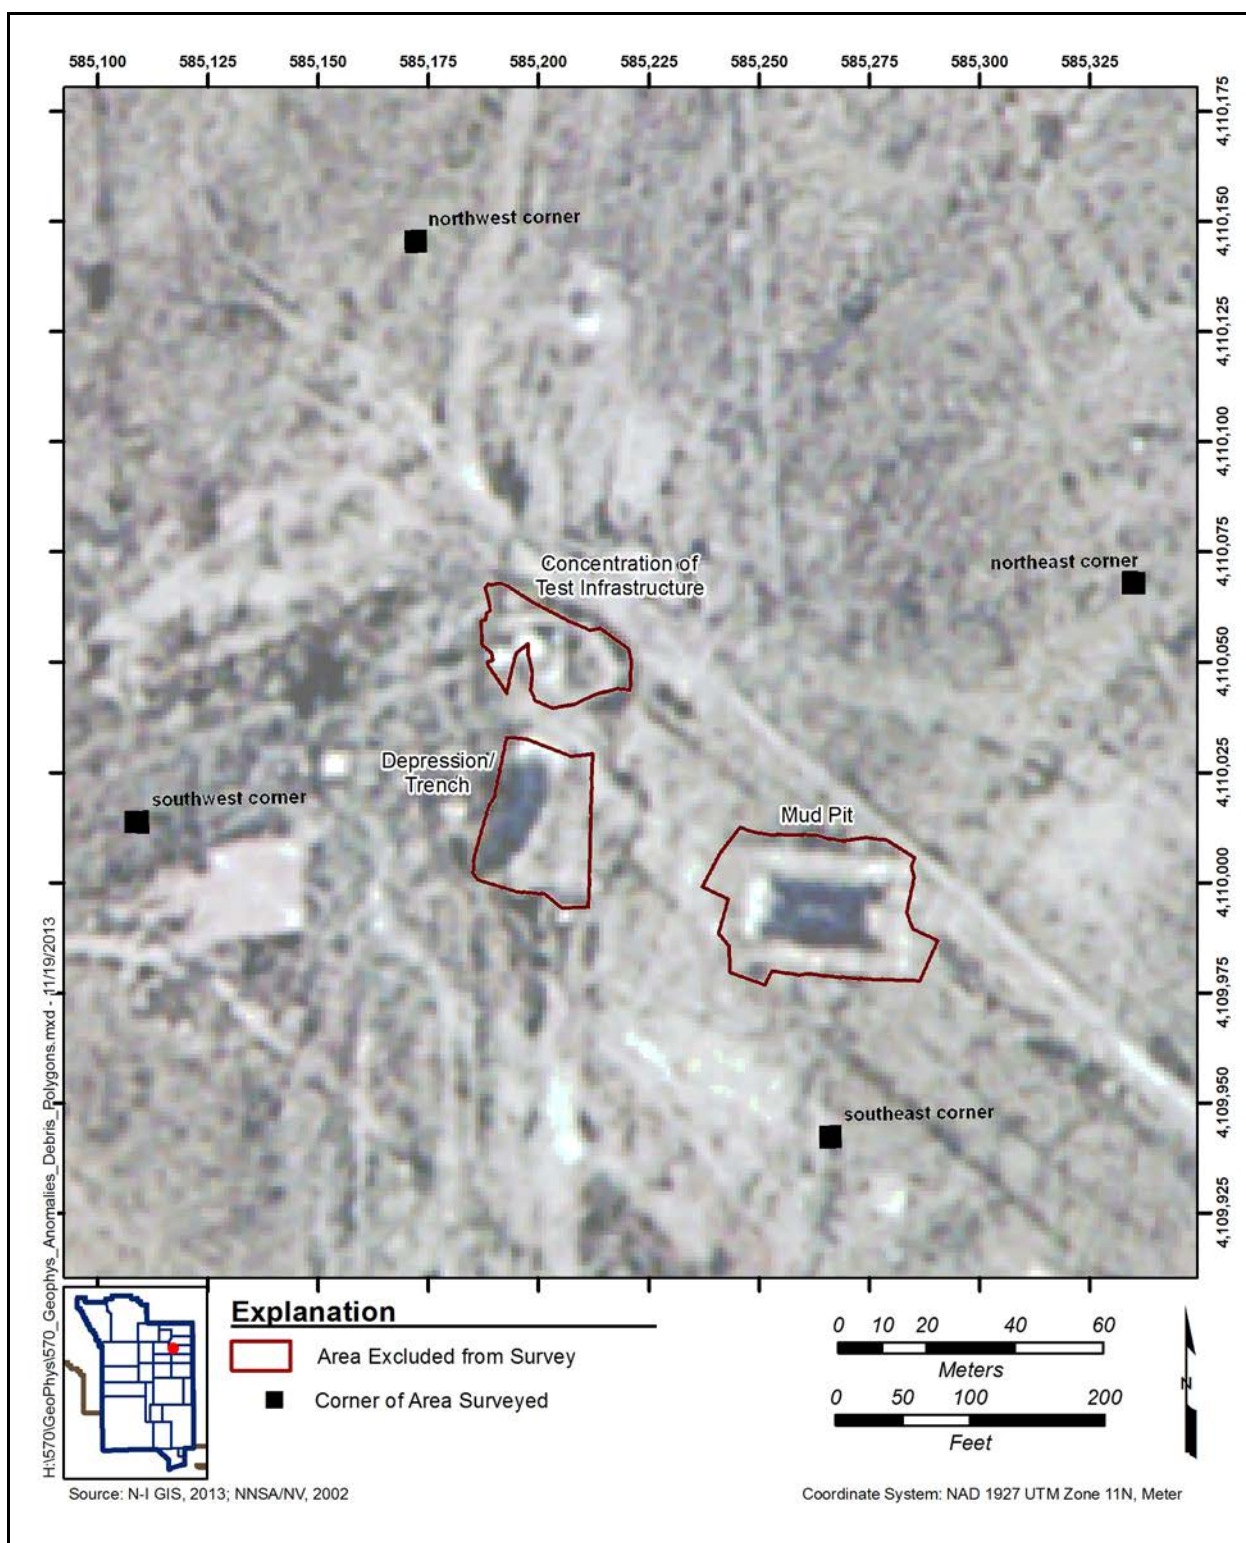 585,100 585,125 585,150 585,175 585,200 585,225 585,250 585,275 585,300 585,325
4,110,175
northwest corner
4,110,150
4,110,125
4,110,100
4,110,075
Concentration of
Test Infrastructure
northeast corner
4,110,050
Depression/
Trench
4,110,025
southwest corner
Mud Pit
4,110,000
4,109,975
4,109,950
southeast corner
4,109,925
H:\570\GeoPhys\570_Geophys_Anomalies_Debris_Polygons.mxd - 11/19/2013
Explanation
Area Excluded from Survey
Corner of Area Surveyed
0 10 20 40 60
Meters
0 50 100 200
Feet
N
Source: N-I GIS, 2013; NNSA/NV, 2002
Coordinate System: NAD 1927 UTM Zone 11N, Meter